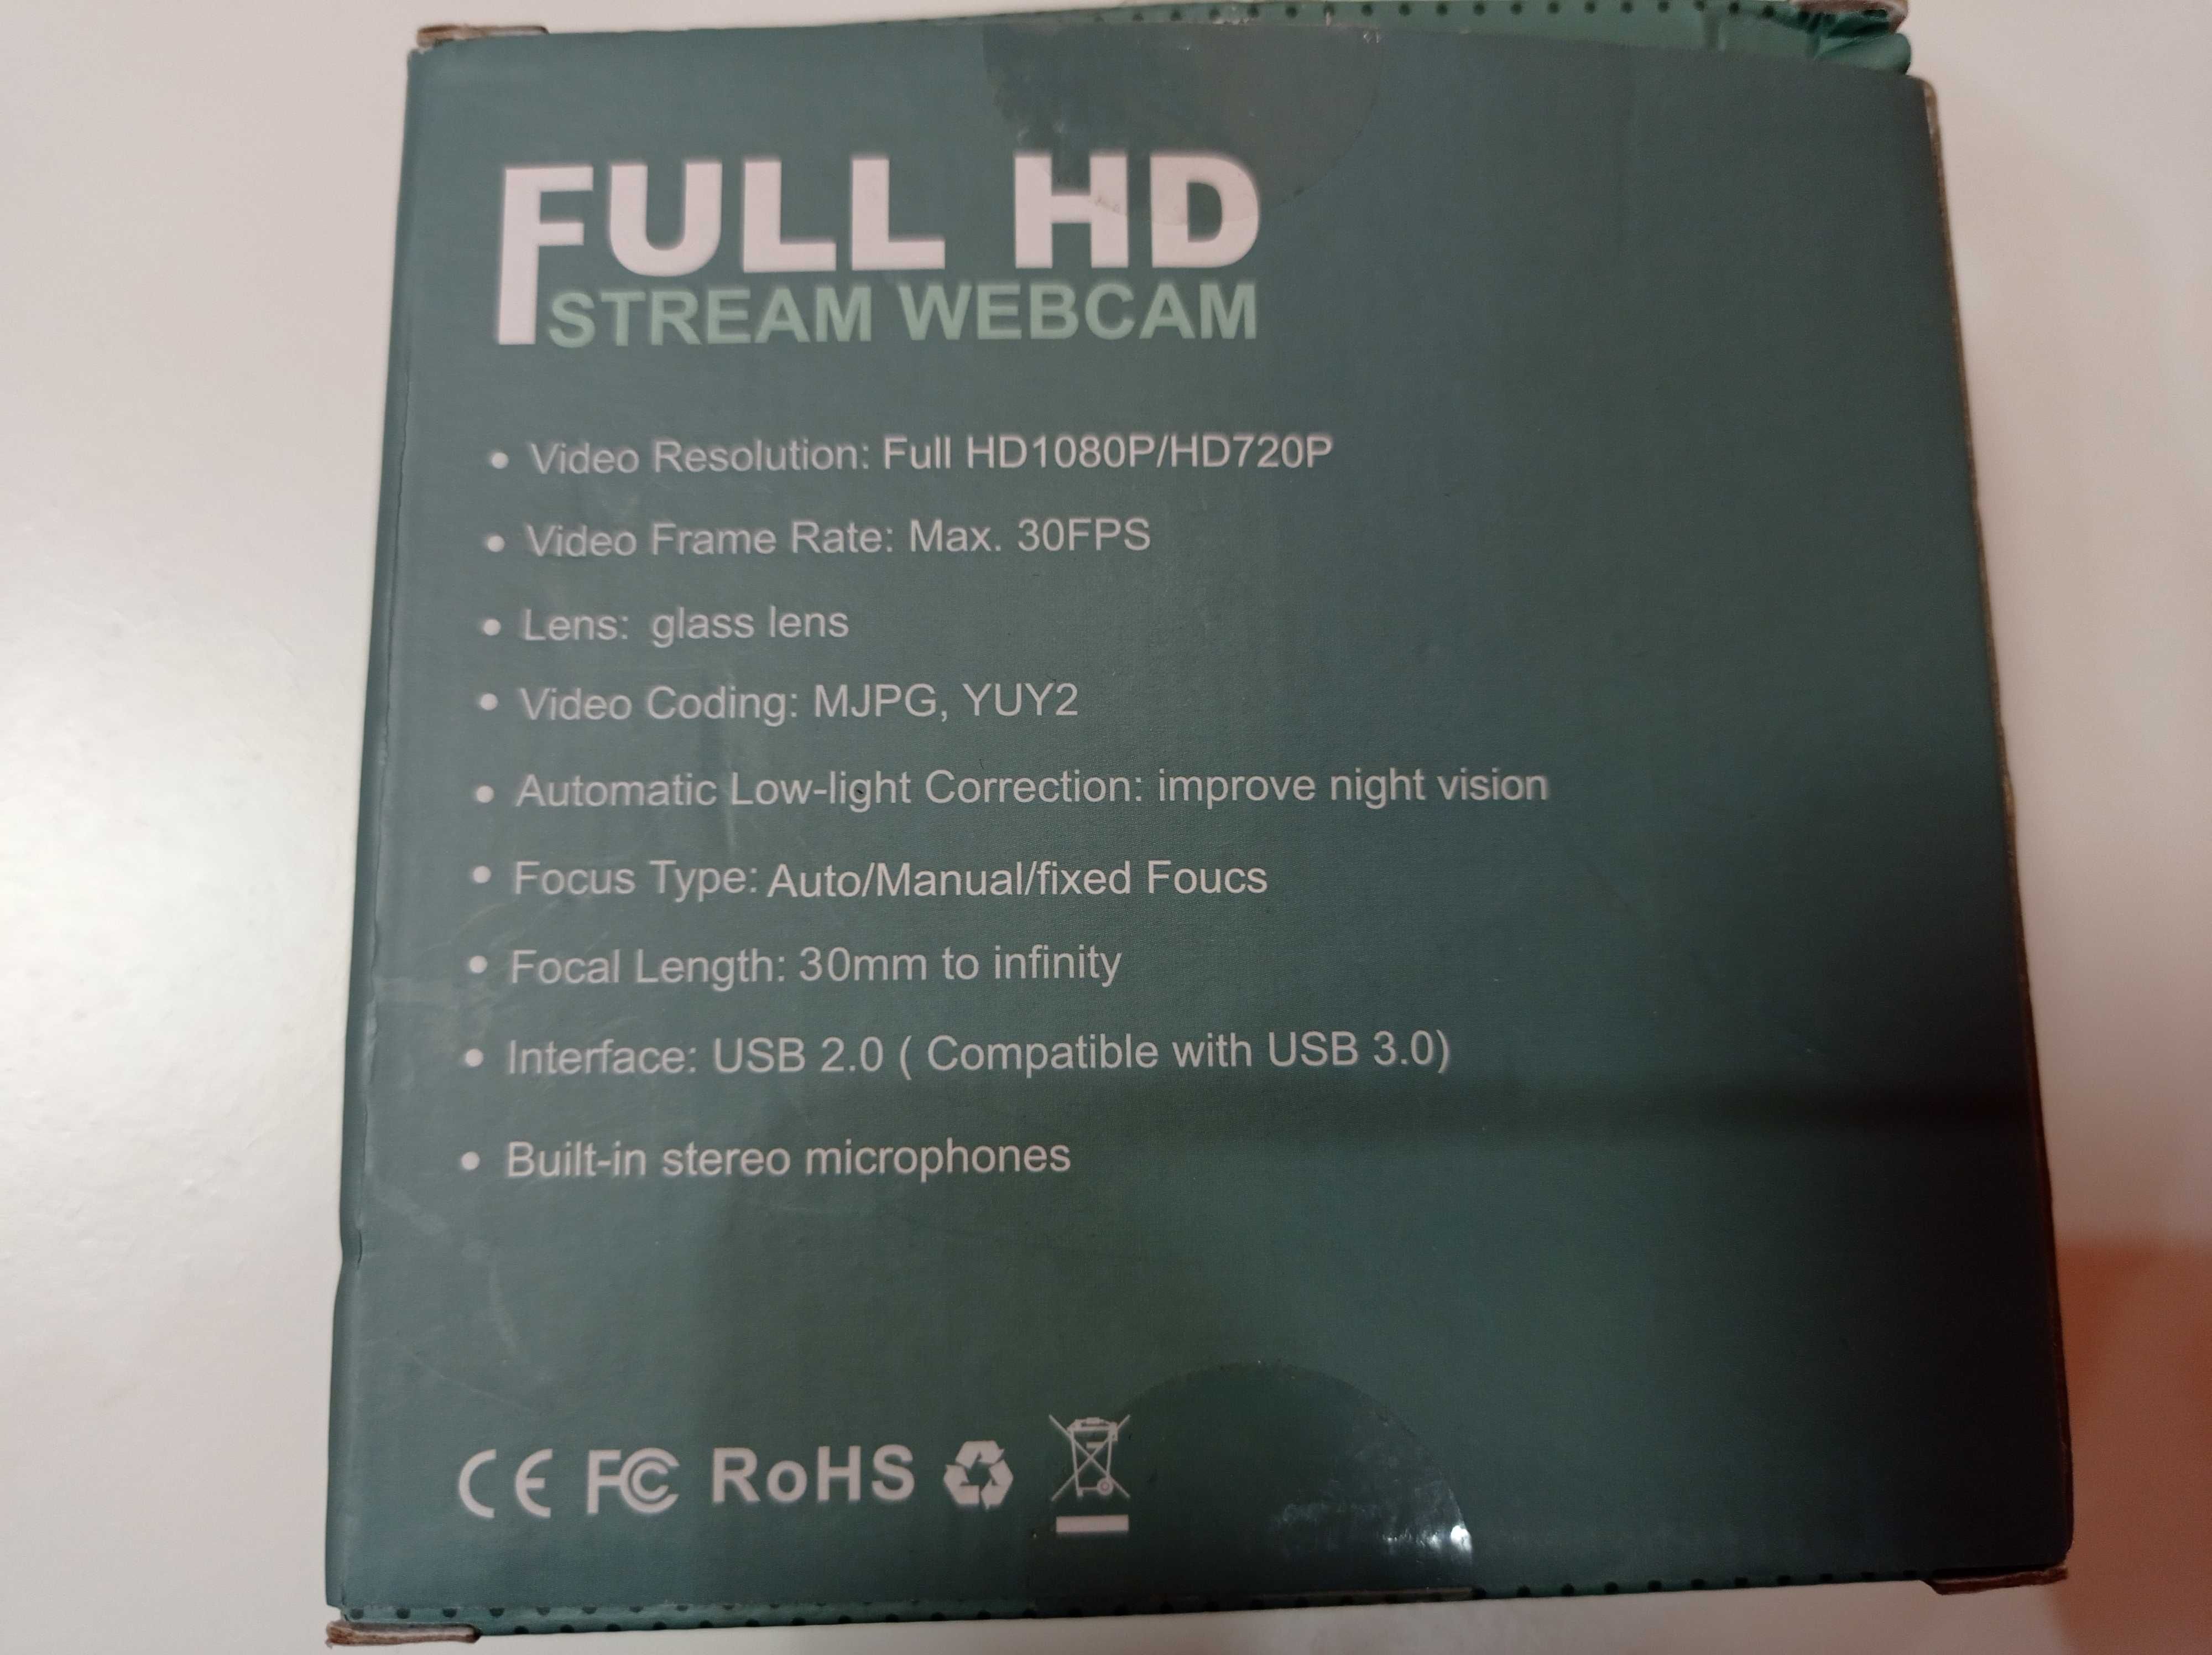 FULL HD
STREAM WEBCAM
• Video Resolution: Full HD1080P/HD720P
• Video Frame Rate: Max. 30FPS
• Lens: glass lens
• Video Coding: MJPG, YUY2
• Automatic Low-light Correction: improve night vision
• Focus Type: Auto/Manual/fixed Foucs
• Focal Length: 30mm to infinity
• Interface: USB 2.0 ( Compatible with USB 3.0)
• Built-in stereo microphones
CE FC RoHS